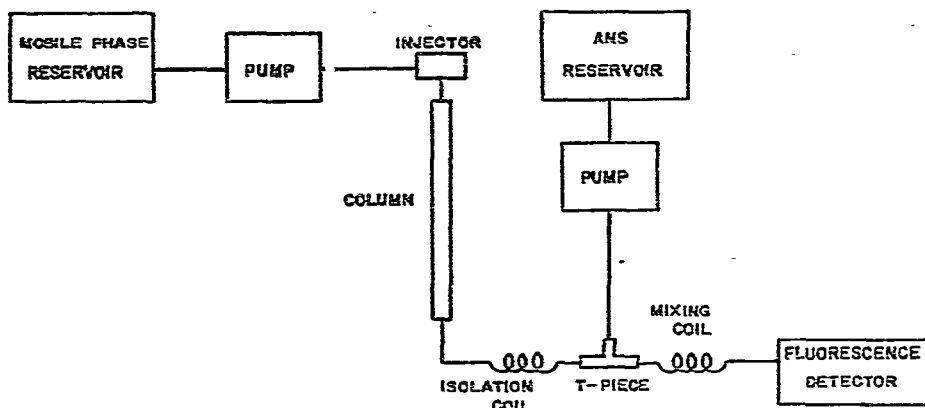 MOBILE PHASE
RESERVOIR
PUMP
INJECTOR
ANS
RESERVOIR
PUMP
COLUMN
MIXING
COIL
ISOLATION
COIL
T-PIECE
FLUORESCENCE
DETECTOR